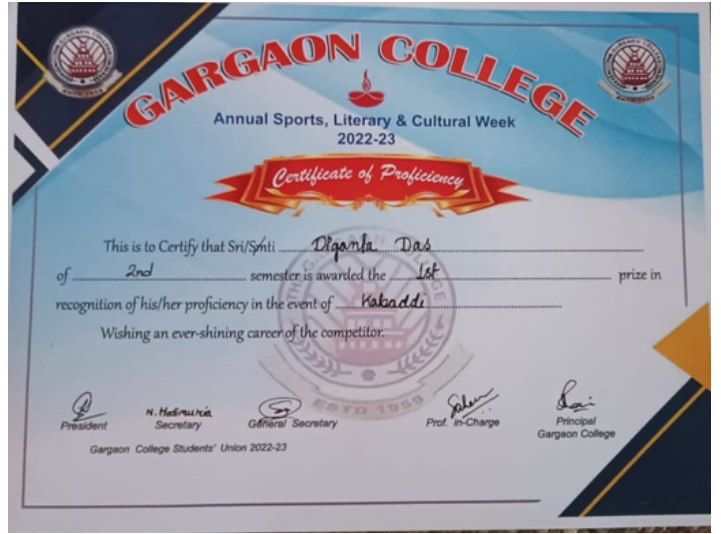 GARGAON COLLEGE
Annual Sports, Literary & Cultural Week
2022-23
Certificate of Proficiency
This is to Certify that Sri/Smti Diganta Das
of 2nd semester is awarded the 1st prize in
recognition of his/her proficiency in the event of Kabaddi
Wishing an ever-shining career of the competitor.
President
Secretary
General Secretary
Prof. in-Charge
Principal
Gargaon College
Gargaon College Students' Union 2022-23
ESTD 1959